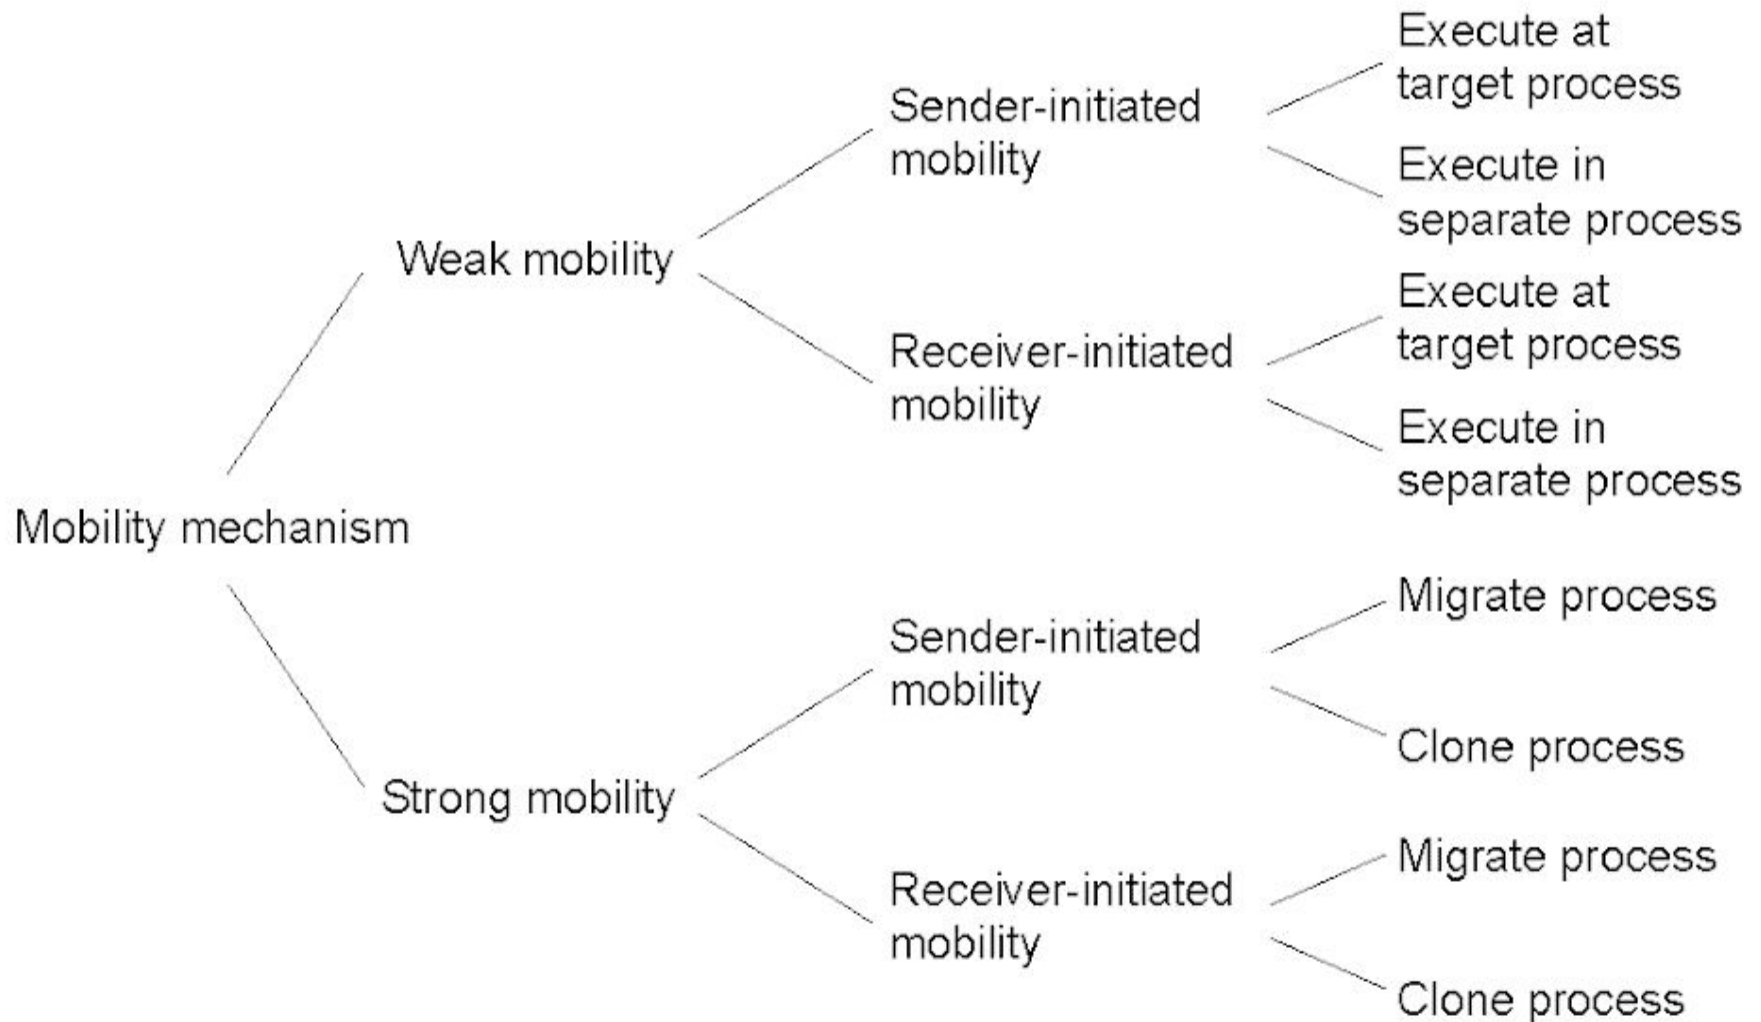 Execute at
target process
Sender-initiated
mobility
Execute in
separate process
Weak mobility
Execute at
target process
Receiver-initiated
mobility
Execute in
separate process
Mobility mechanism
Migrate process
Sender-initiated
mobility
Clone process
Strong mobility
Migrate process
Receiver-initiated
mobility
Clone process